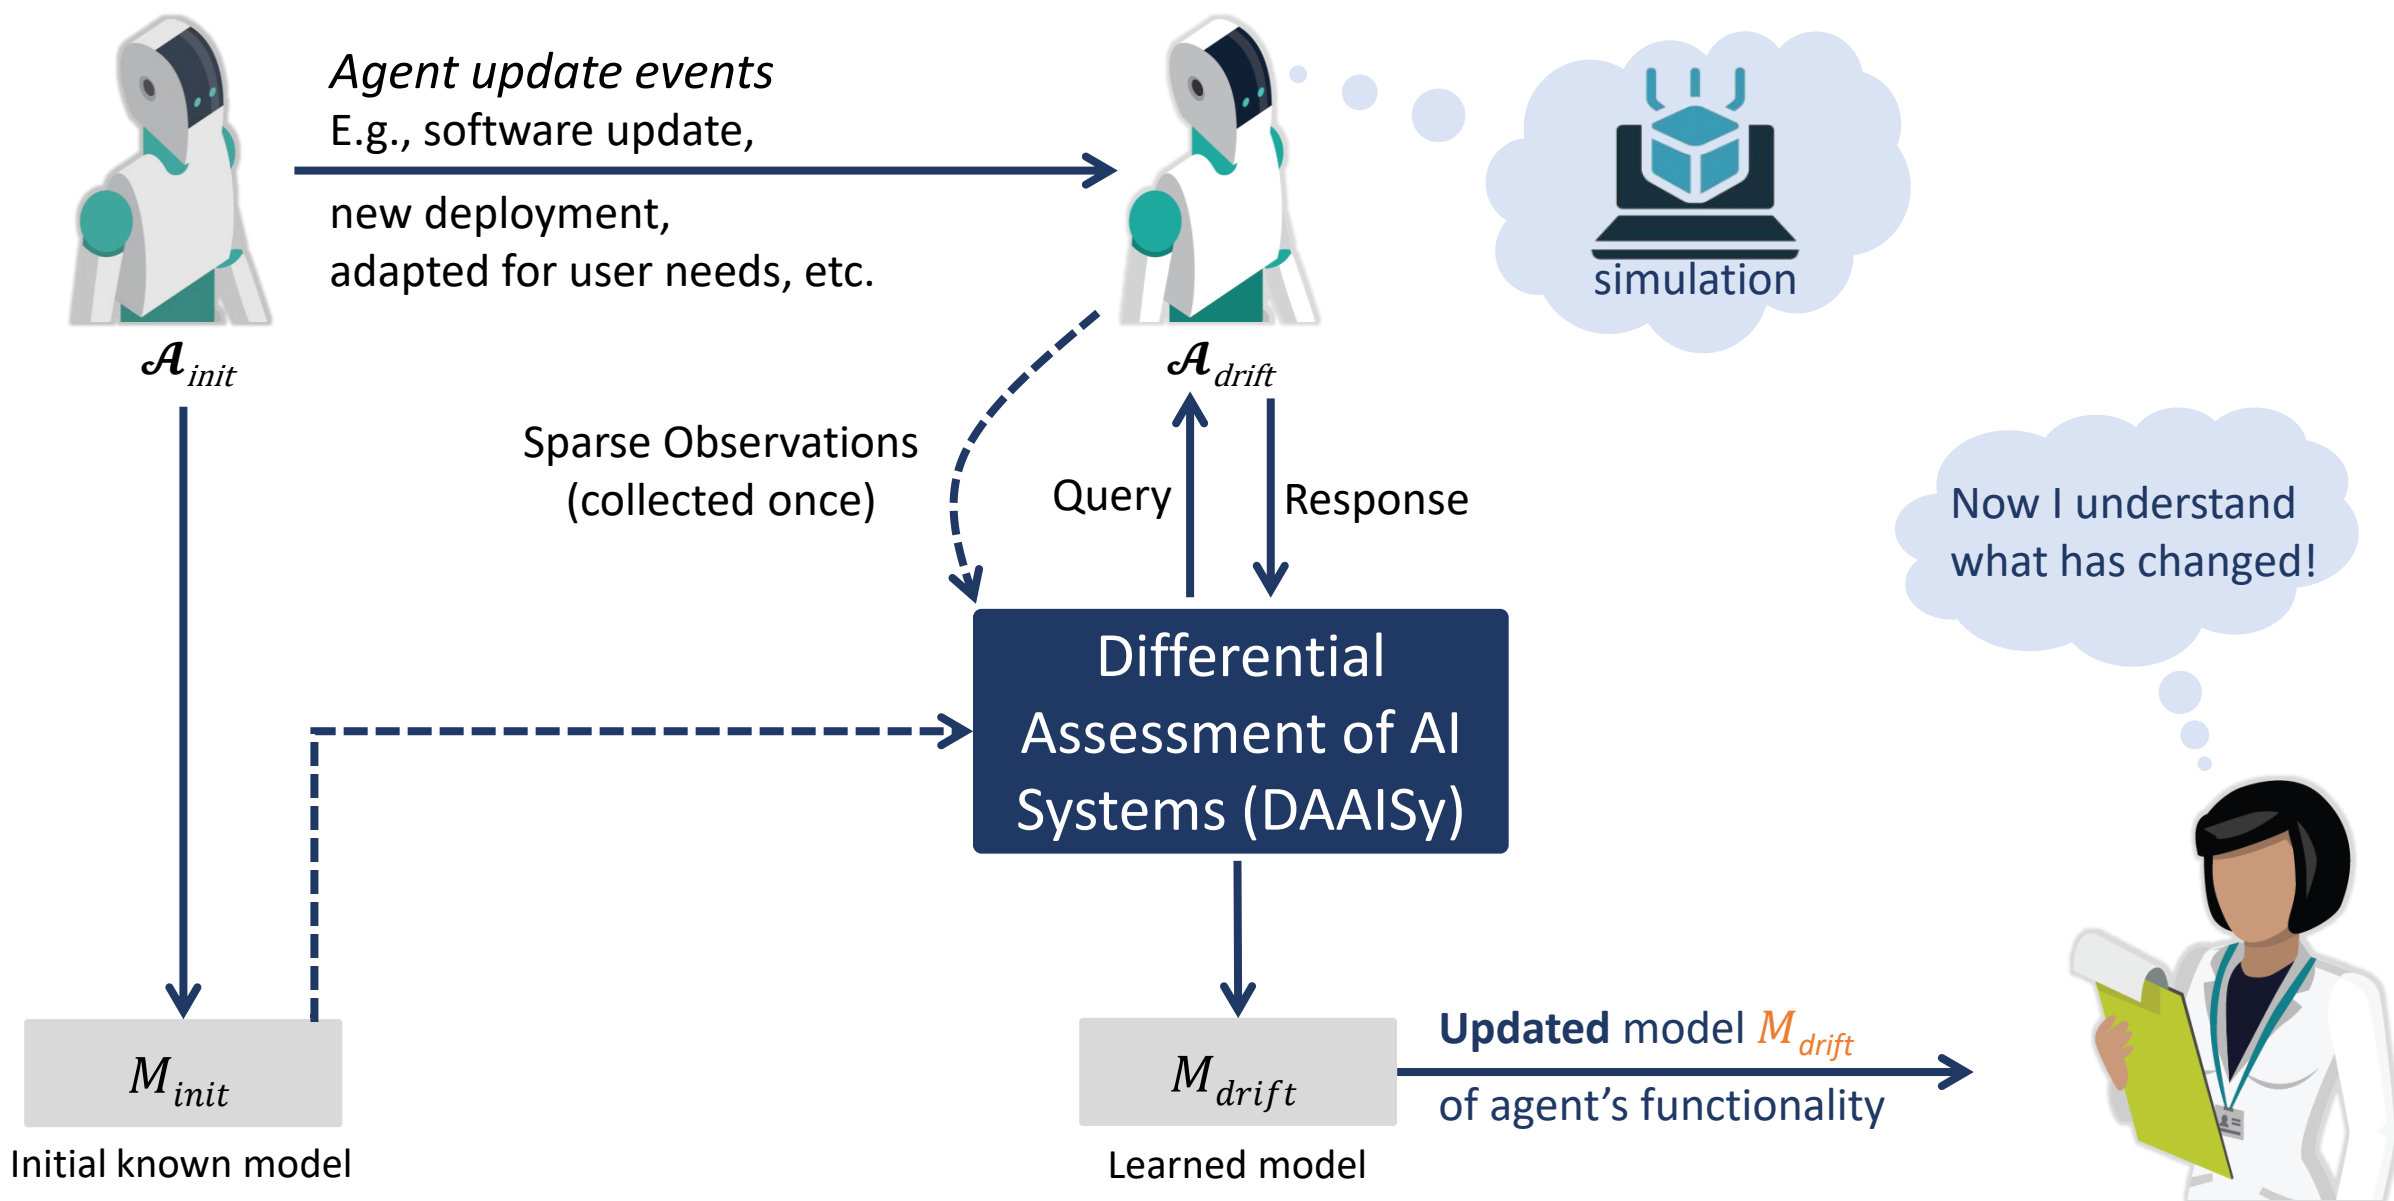 Agent update events
E.g., software update,
new deployment,
adapted for user needs, etc.
simulation
𝓐init
𝓐drift
Sparse Observations
(collected once)
Query
Response
Now I understand
what has changed!
Differential
Assessment of AI
Systems (DAAISy)
Minit
Initial known model
Mdrift
Learned model
Updated model Mdrift
of agent’s functionality